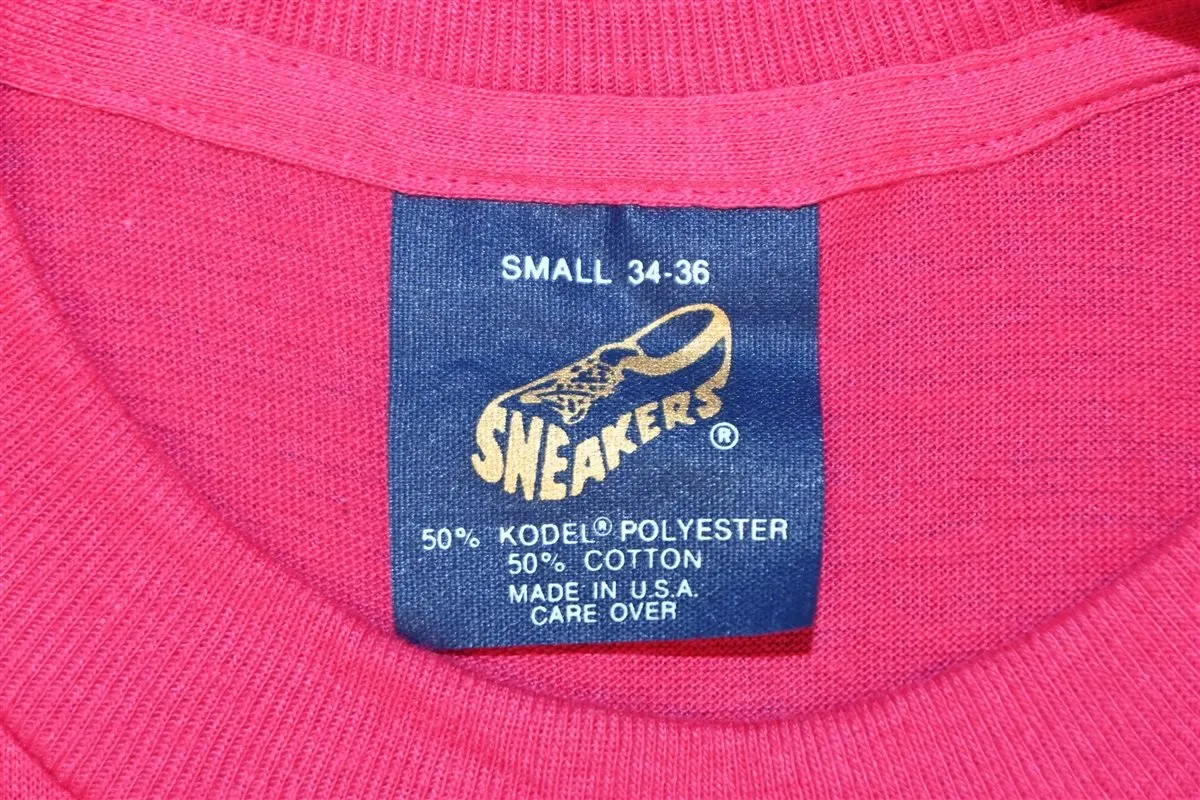 SMALL 34-36
SNEAKERS ®
50% KODEL® POLYESTER
50% COTTON
MADE IN U.S.A.
CARE OVER